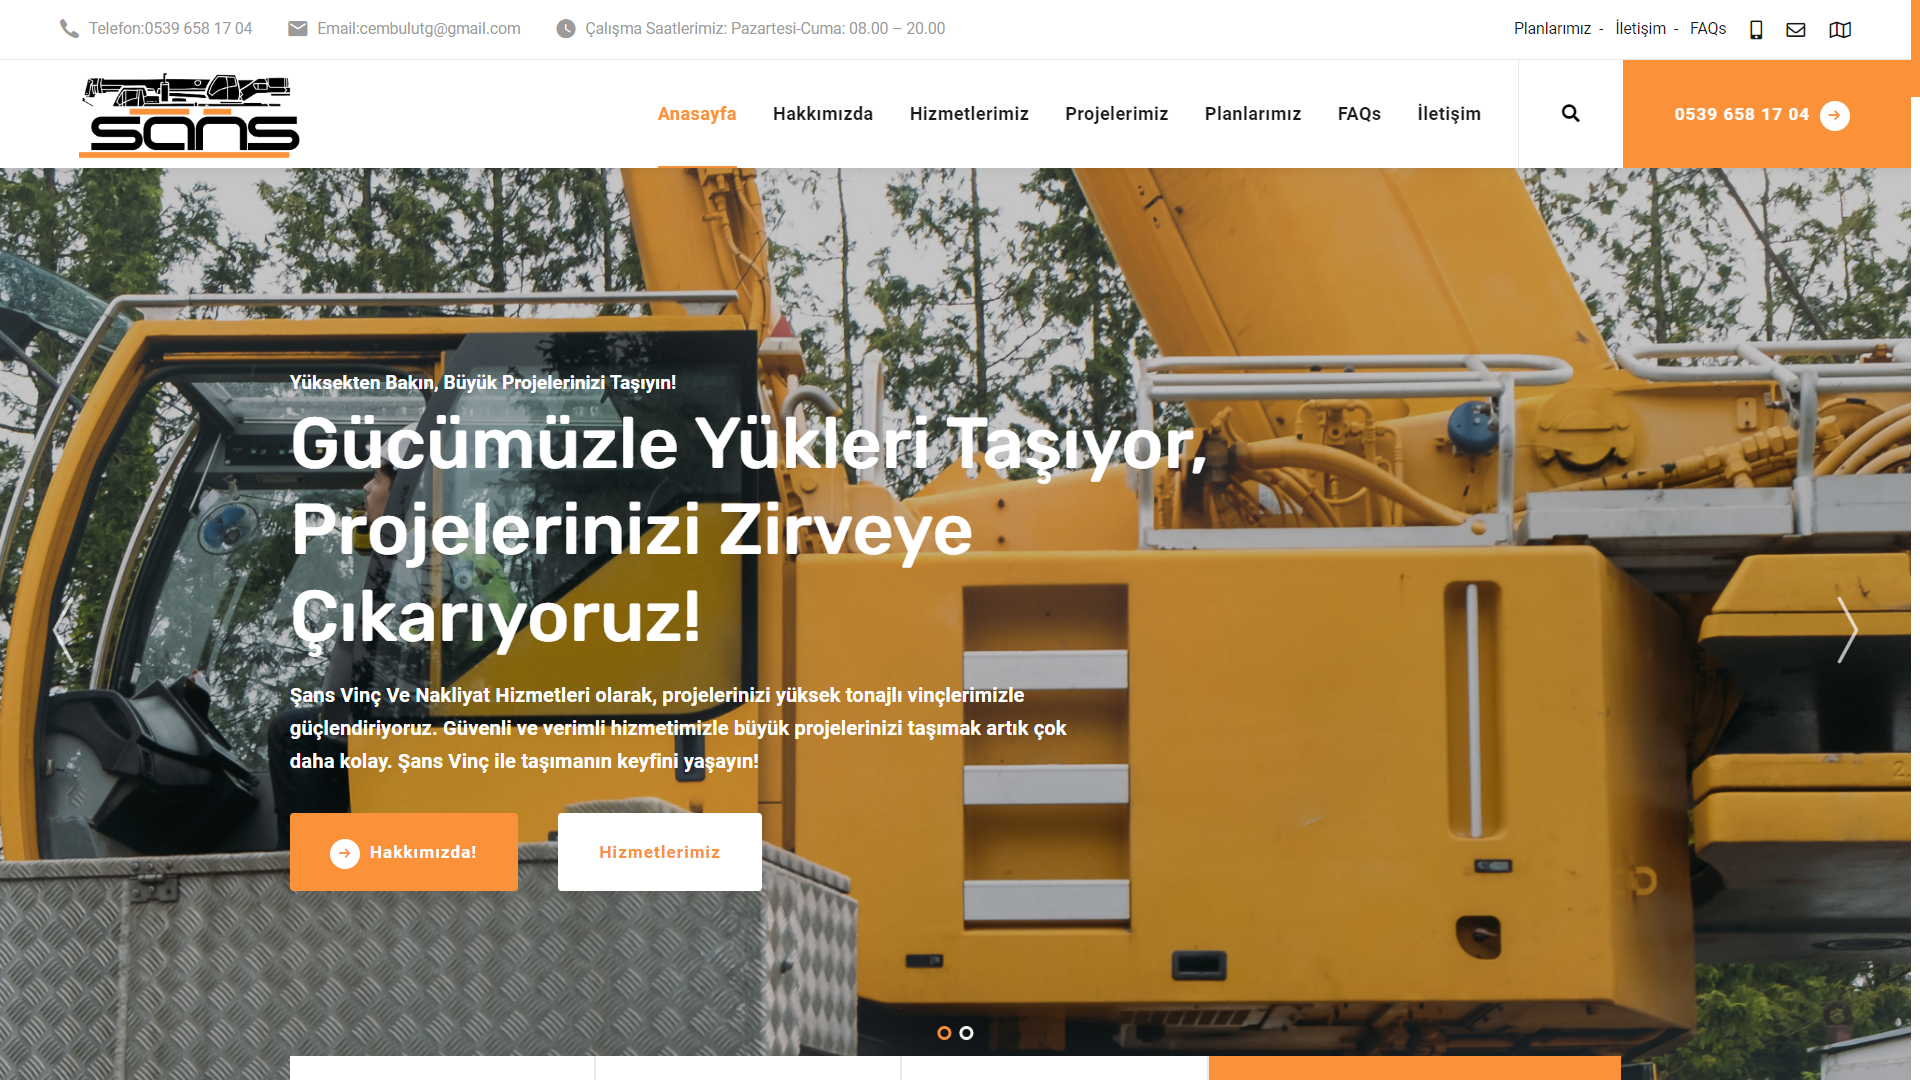 Telefon:0539 658 17 04
Email:cembulutg@gmail.com
Çalışma Saatlerimiz: Pazartesi-Cuma: 08.00 – 20.00
Planlarımız - İletişim - FAQs
şans
Anasayfa
Hakkımızda
Hizmetlerimiz
Projelerimiz
Planlarımız
FAQs
İletişim
0539 658 17 04
Yüksekten Bakın, Büyük Projelerinizi Taşıyın!
Gücümüzle Yükleri Taşıyor,
Projelerinizi Zirveye
Çıkarıyoruz!
Şans Vinç Ve Nakliyat Hizmetleri olarak, projelerinizi yüksek tonajlı vinçlerimizle
güçlendiriyoruz. Güvenli ve verimli hizmetimizle büyük projelerinizi taşımak artık çok
daha kolay. Şans Vinç ile taşımanın keyfini yaşayın!
Hakkımızda!
Hizmetlerimiz